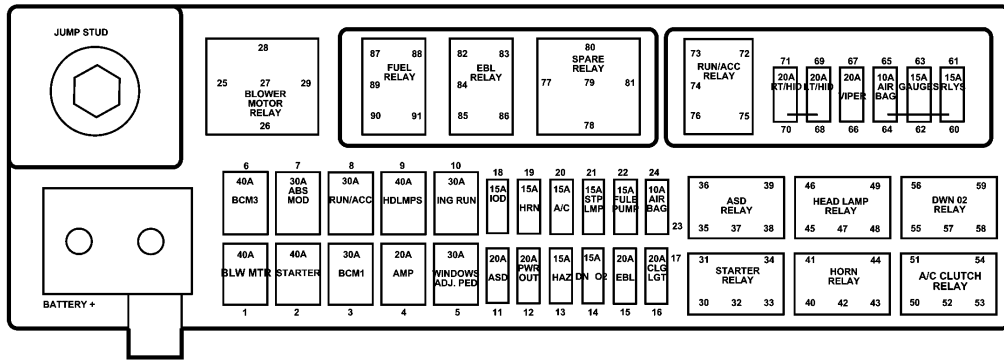 JUMP STUD
28
25 27 29
BLOWER
MOTOR
RELAY
26
87 88
FUEL
RELAY
89
90 91
82 83
EBL
RELAY
84
85 86
80
SPARE
RELAY
77 79 81
78
73 72
RUN/ACC
RELAY
74
76 75
71 69 67 65 63 61
20A
RT/HID
20A
LT/HID
20A
VIPER
10A
AIR
BAG
15A
GAUGES
15A
RLYS
70 68 66 64 62 60
6 7 8 9 10 18 19 20 21 22 24
40A
BCM3
30A
ABS
MOD
30A
RUN/ACC
40A
HDLMPS
30A
ING RUN
15A
IOD
15A
HRN
15A
A/C
15A
STP
LMP
15A
FULE
PUMP
10A
AIR
BAG
23
36 39
ASD
RELAY
35 37 38
46 49
HEAD LAMP
RELAY
45 47 48
56 59
DWN 02
RELAY
55 57 58
BATTERY +
40A
BLW MTR
40A
STARTER
30A
BCM1
20A
AMP
30A
WINDOWS
ADJ. PED
20A
ASD
20A
PWR
OUT
15A
HAZ
15A
DN O2
20A
EBL
20A
CLG
LGT
17
1 2 3 4 5 11 12 13 14 15 16
31 34
STARTER
RELAY
30 32 33
41 44
HORN
RELAY
40 42 43
51 54
A/C CLUTCH
RELAY
50 52 53